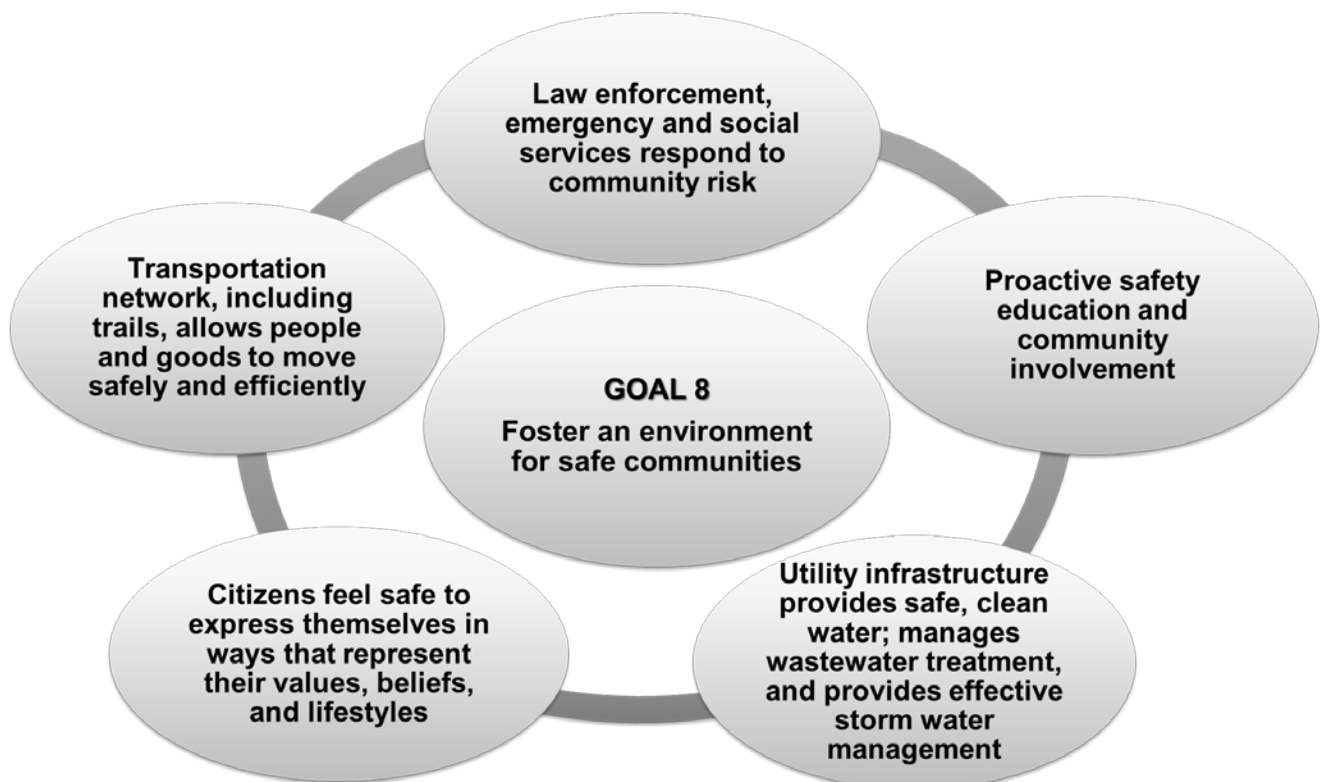 Law enforcement,
emergency and social
services respond to
community risk
Proactive safety
education and
community
involvement
Utility infrastructure
provides safe, clean
water; manages
wastewater treatment,
and provides effective
storm water
management
Citizens feel safe to
express themselves in
ways that represent
their values, beliefs,
and lifestyles
Transportation
network, including
trails, allows people
and goods to move
safely and efficiently
GOAL 8
Foster an environment
for safe communities